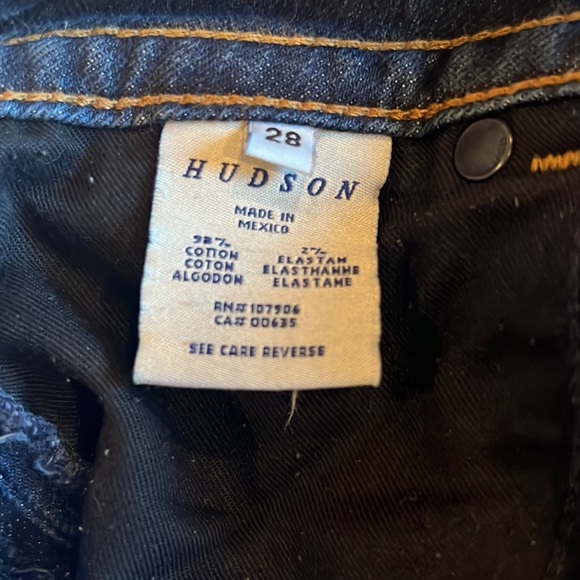 28
HUDSON
MADE IN
MEXICO
98% 2%
COTTON ELASTAN
COTON ELASTHANNE
ALGODON ELASTANE
RN# 107906
CA# 00635
SEE CARE REVERSE